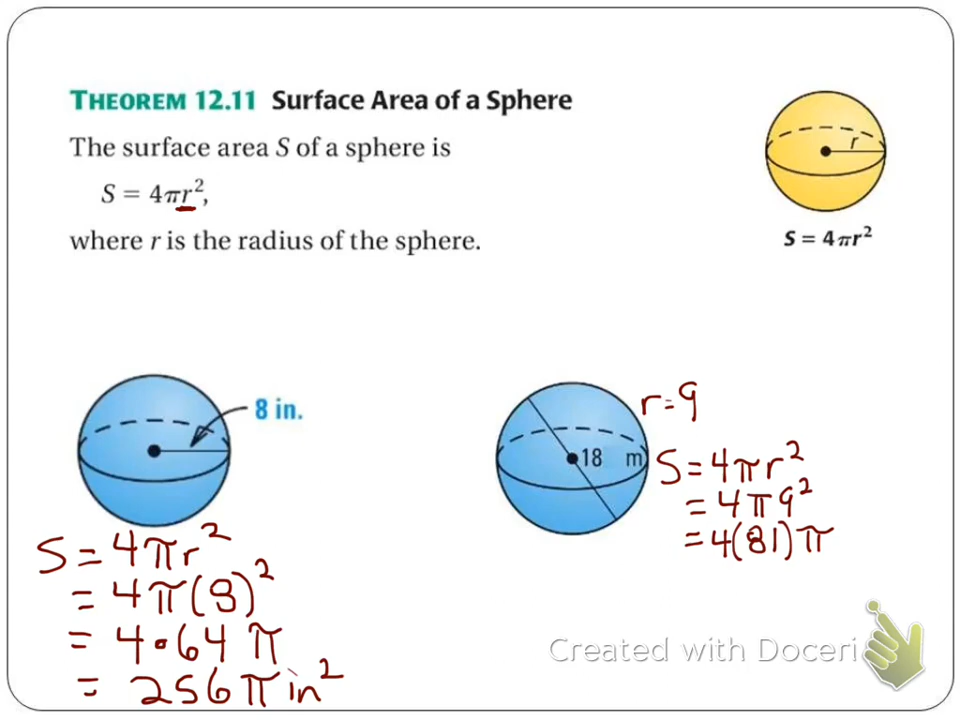 THEOREM 12.11 Surface Area of a Sphere
The surface area S of a sphere is
S = 4πr²,
where r is the radius of the sphere.
r
S = 4πr²
8 in.
S = 4πr²
= 4π(8)²
= 4•64 π
= 256π in²
18 m
r=9
S = 4πr²
= 4π9²
= 4(81)π
Created with Doceri